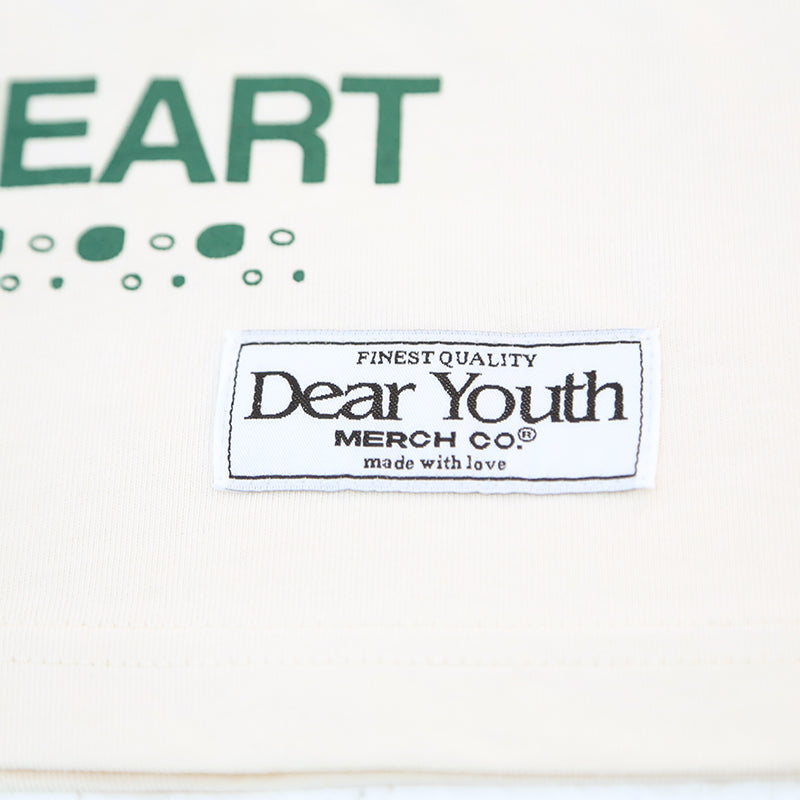 EART
FINEST QUALITY
Dear Youth
MERCH CO.®
made with love